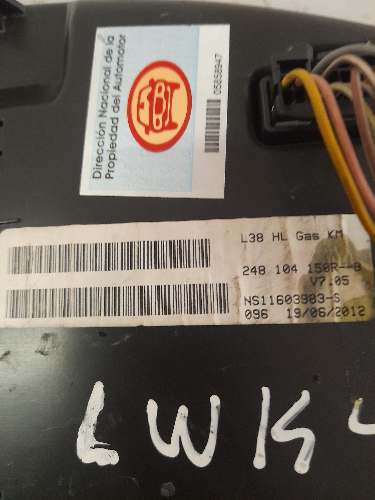 Dirección Nacional de la
Propiedad del Automotor
05858947
L38 HL Gas KM
248 104 150R--B
V7.05
NS11603983-S
096 19/06/2012
LWK